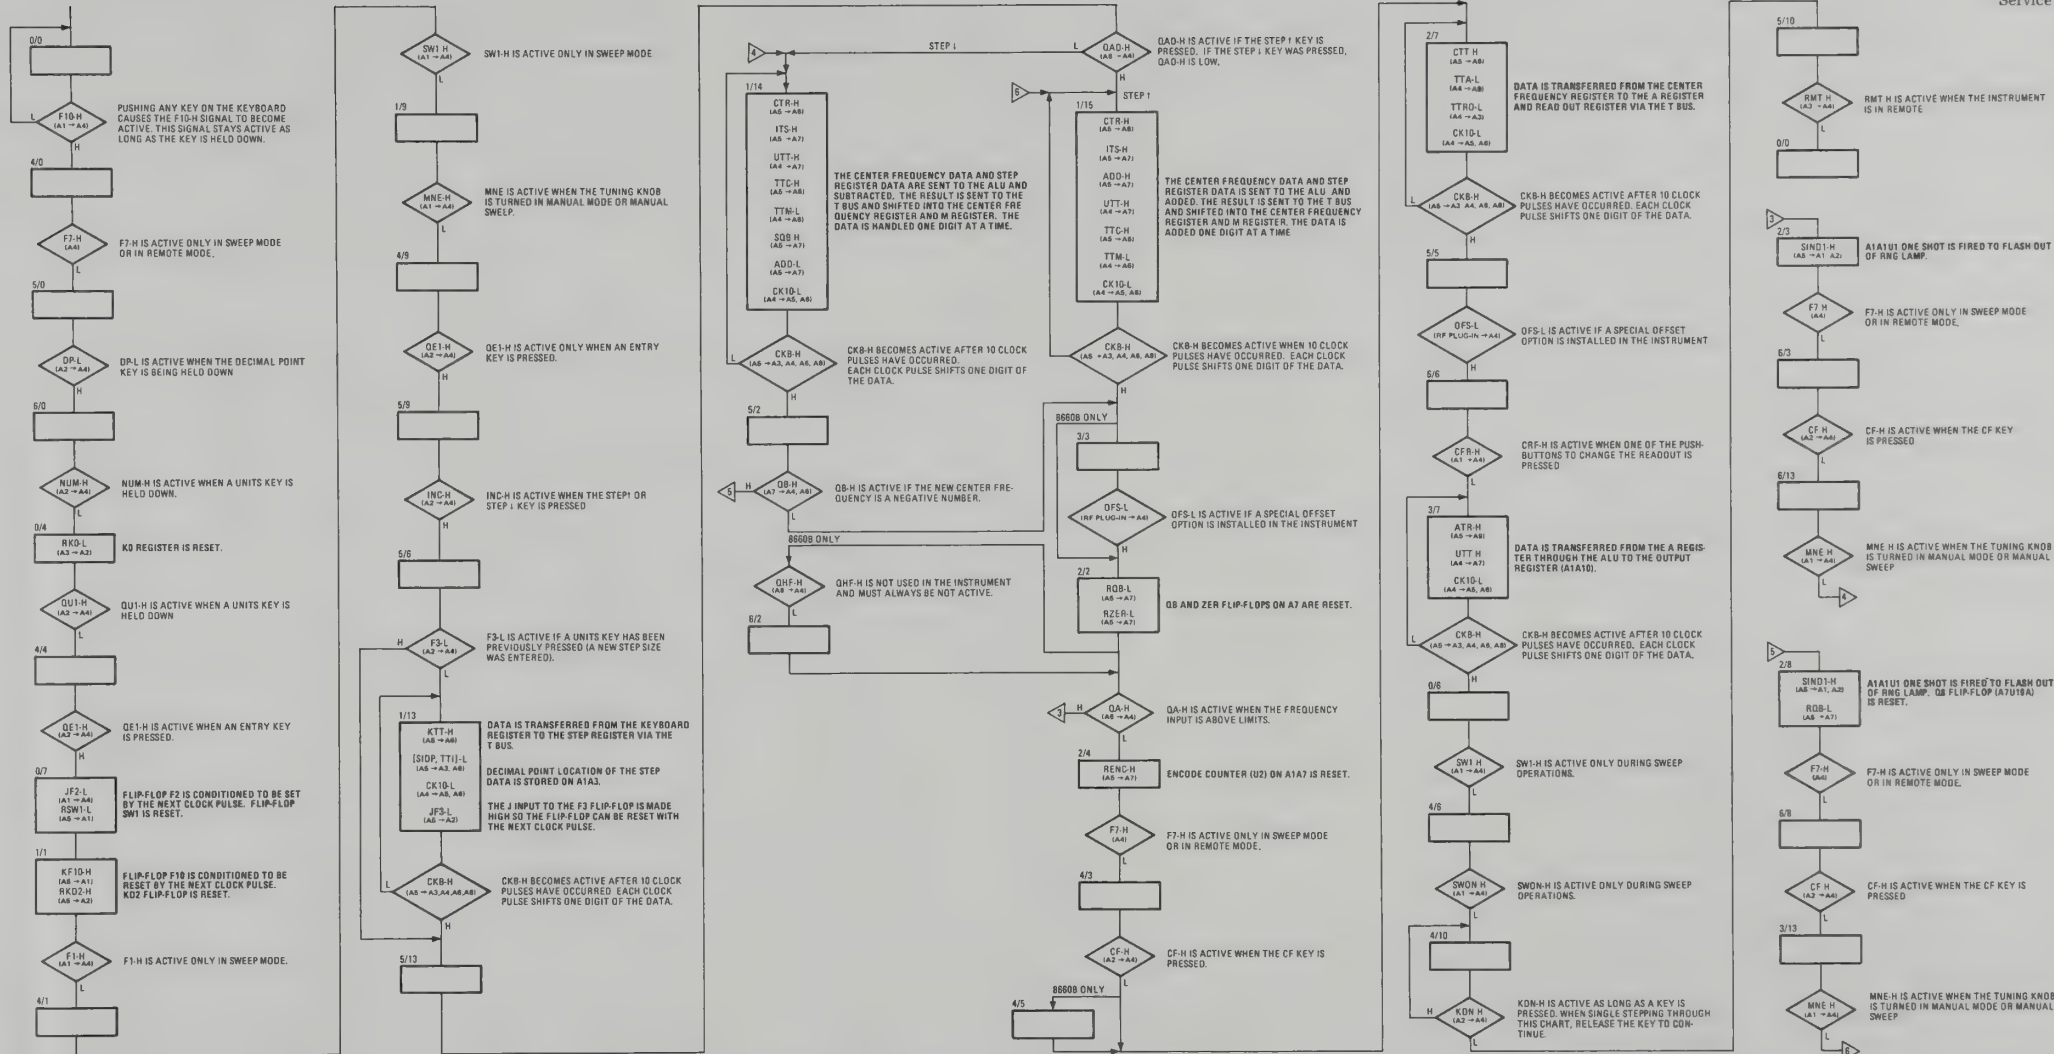 Service
0/0
F10-H
(A1 → A4)
L
H
PUSHING ANY KEY ON THE KEYBOARD
CAUSES THE F10-H SIGNAL TO BECOME
ACTIVE. THIS SIGNAL STAYS ACTIVE AS
LONG AS THE KEY IS HELD DOWN.
4/0
F7-H
(A4)
L
F7-H IS ACTIVE ONLY IN SWEEP MODE
OR IN REMOTE MODE.
5/0
DP-L
(A2 → A4)
H
DP-L IS ACTIVE WHEN THE DECIMAL POINT
KEY IS BEING HELD DOWN
6/0
NUM-H
(A2 → A4)
L
NUM-H IS ACTIVE WHEN A UNITS KEY IS
HELD DOWN.
0/4
RK0-L
(A3 → A2)
K0 REGISTER IS RESET.
QU1-H
(A2 → A4)
L
QU1-H IS ACTIVE WHEN A UNITS KEY IS
HELD DOWN
4/4
QE1-H
(A2 → A4)
H
QE1-H IS ACTIVE WHEN AN ENTRY KEY
IS PRESSED.
0/7
JF2-L
(A1 → A4)
RSW1-L
(A5 → A1)
FLIP-FLOP F2 IS CONDITIONED TO BE SET
BY THE NEXT CLOCK PULSE. FLIP-FLOP
SW1 IS RESET.
1/1
KF10-H
(A5 → A1)
RKD2-H
(A5 → A2)
FLIP-FLOP F10 IS CONDITIONED TO BE
RESET BY THE NEXT CLOCK PULSE.
KD2 FLIP-FLOP IS RESET.
F1-H
(A1 → A4)
L
F1-H IS ACTIVE ONLY IN SWEEP MODE.
4/1
SW1 H
(A1 → A4)
L
SW1-H IS ACTIVE ONLY IN SWEEP MODE
1/9
MNE-H
(A1 → A4)
L
MNE IS ACTIVE WHEN THE TUNING KNOB
IS TURNED IN MANUAL MODE OR MANUAL
SWEEP.
4/9
QE1-H
(A2 → A4)
H
QE1-H IS ACTIVE ONLY WHEN AN ENTRY
KEY IS PRESSED.
5/9
INC-H
(A2 → A4)
H
INC-H IS ACTIVE WHEN THE STEP↑ OR
STEP ↓ KEY IS PRESSED
5/6
F3-L
(A2 → A4)
H
L
F3-L IS ACTIVE IF A UNITS KEY HAS BEEN
PREVIOUSLY PRESSED (A NEW STEP SIZE
WAS ENTERED).
1/13
KTT-H
(A5 → A6)
(SIDP, TTI)-L
(A5 → A3, A6)
CK10-L
(A4 → A5, A6)
JF3-L
(A5 → A2)
DATA IS TRANSFERRED FROM THE KEYBOARD
REGISTER TO THE STEP REGISTER VIA THE
T BUS.
DECIMAL POINT LOCATION OF THE STEP
DATA IS STORED ON A1A3.
THE J INPUT TO THE F3 FLIP-FLOP IS MADE
HIGH SO THE FLIP-FLOP CAN BE RESET WITH
THE NEXT CLOCK PULSE.
CKB-H
(A5 → A3,A4,A6,A8)
L
H
CKB-H BECOMES ACTIVE AFTER 10 CLOCK
PULSES HAVE OCCURRED EACH CLOCK
PULSE SHIFTS ONE DIGIT OF THE DATA.
5/13
4
STEP ↓
L
QAD-H
(A6 → A4)
H
QAD-H IS ACTIVE IF THE STEP ↑ KEY IS
PRESSED. IF THE STEP ↓ KEY WAS PRESSED,
QAD-H IS LOW.
1/14
CTR-H
(A5 → A6)
ITS-H
(A5 → A7)
UTT-H
(A4 → A7)
TTC-H
(A5 → A6)
TTM-L
(A4 → A6)
SQB H
(A5 → A7)
ADD-L
(A5 → A7)
CK10-L
(A4 → A5, A6)
THE CENTER FREQUENCY DATA AND STEP
REGISTER DATA ARE SENT TO THE ALU AND
SUBTRACTED. THE RESULT IS SENT TO THE
T BUS AND SHIFTED INTO THE CENTER FRE
QUENCY REGISTER AND M REGISTER. THE
DATA IS HANDLED ONE DIGIT AT A TIME.
CKB-H
(A5 → A3, A4, A6, A8)
L
H
CKB-H BECOMES ACTIVE AFTER 10 CLOCK
PULSES HAVE OCCURRED.
EACH CLOCK PULSE SHIFTS ONE DIGIT OF
THE DATA.
5/2
5
H
QB-H
(A7 → A4, A6)
L
QB-H IS ACTIVE IF THE NEW CENTER FRE-
QUENCY IS A NEGATIVE NUMBER.
8660B ONLY
QHF-H
(A8 → A4)
L
QHF-H IS NOT USED IN THE INSTRUMENT
AND MUST ALWAYS BE NOT ACTIVE.
6/2
6
STEP ↑
1/15
CTR-H
(A5 → A6)
ITS-H
(A5 → A7)
ADD-H
(A5 → A7)
UTT-H
(A4 → A7)
TTC-H
(A5 → A6)
TTM-L
(A4 → A6)
CK10-L
(A4 → A5, A6)
THE CENTER FREQUENCY DATA AND STEP
REGISTER DATA IS SENT TO THE ALU AND
ADDED. THE RESULT IS SENT TO THE T BUS
AND SHIFTED INTO THE CENTER FREQUENCY
REGISTER AND M REGISTER. THE DATA IS
ADDED ONE DIGIT AT A TIME
CKB-H
(A5 → A3, A4, A6, A8)
H
CKB-H BECOMES ACTIVE WHEN 10 CLOCK
PULSES HAVE OCCURRED. EACH CLOCK
PULSE SHIFTS ONE DIGIT OF THE DATA.
8660B ONLY
3/3
OFS-L
(RF PLUG-IN → A4)
H
OFS-L IS ACTIVE IF A SPECIAL OFFSET
OPTION IS INSTALLED IN THE INSTRUMENT
2/2
RQB-L
(A5 → A7)
RZER-L
(A5 → A7)
QB AND ZER FLIP-FLOPS ON A7 ARE RESET.
3
H
QA-H
(A6 → A4)
L
QA-H IS ACTIVE WHEN THE FREQUENCY
INPUT IS ABOVE LIMITS.
2/4
RENC-H
(A5 → A7)
ENCODE COUNTER (U2) ON A1A7 IS RESET.
F7-H
(A4)
L
F7-H IS ACTIVE ONLY IN SWEEP MODE
OR IN REMOTE MODE.
4/3
CF-H
(A2 → A4)
L
CF-H IS ACTIVE WHEN THE CF KEY IS
PRESSED.
8660B ONLY
4/5
2/7
CTT H
(A5 → A6)
TTA-L
(A4 → A8)
TTRO-L
(A4 → A3)
CK10-L
(A4 → A5, A6)
DATA IS TRANSFERRED FROM THE CENTER
FREQUENCY REGISTER TO THE A REGISTER
AND READ OUT REGISTER VIA THE T BUS.
CKB-H
(A5 → A3 A4, A6, A8)
L
H
CKB-H BECOMES ACTIVE AFTER 10 CLOCK
PULSES HAVE OCCURRED. EACH CLOCK
PULSE SHIFTS ONE DIGIT OF THE DATA.
5/5
OFS-L
(RF PLUG-IN → A4)
H
OFS-L IS ACTIVE IF A SPECIAL OFFSET
OPTION IS INSTALLED IN THE INSTRUMENT
6/6
CFR-H
(A1 → A4)
L
CRF-H IS ACTIVE WHEN ONE OF THE PUSH-
BUTTONS TO CHANGE THE READOUT IS
PRESSED
3/7
ATR-H
(A5 → A8)
UTT H
(A4 → A7)
CK10-L
(A4 → A5, A6)
DATA IS TRANSFERRED FROM THE A REGIS-
TER THROUGH THE ALU TO THE OUTPUT
REGISTER (A1A10).
CKB-H
(A5 → A3, A4, A6, A8)
L
H
CKB-H BECOMES ACTIVE AFTER 10 CLOCK
PULSES HAVE OCCURRED. EACH CLOCK
PULSE SHIFTS ONE DIGIT OF THE DATA.
0/6
SW1 H
(A1 → A4)
L
SW1-H IS ACTIVE ONLY DURING SWEEP
OPERATIONS.
4/6
SWON H
(A1 → A4)
L
SWON-H IS ACTIVE ONLY DURING SWEEP
OPERATIONS.
4/10
H
KDN H
(A2 → A4)
L
KDN-H IS ACTIVE AS LONG AS A KEY IS
PRESSED. WHEN SINGLE STEPPING THROUGH
THIS CHART, RELEASE THE KEY TO CON-
TINUE.
5/10
RMT H
(A2 → A4)
L
RMT H IS ACTIVE WHEN THE INSTRUMENT
IS IN REMOTE
0/0
3
2/3
SIND1-H
(A5 → A1 A2)
A1A1U1 ONE SHOT IS FIRED TO FLASH OUT
OF RNG LAMP.
F7 H
(A4)
L
F7-H IS ACTIVE ONLY IN SWEEP MODE
OR IN REMOTE MODE.
6/3
CF H
(A2 → A4)
L
CF-H IS ACTIVE WHEN THE CF KEY
IS PRESSED
6/13
MNE H
(A1 → A4)
L
MNE H IS ACTIVE WHEN THE TUNING KNOB
IS TURNED IN MANUAL MODE OR MANUAL
SWEEP
4
5
2/8
SIND1-H
(A5 → A1, A2)
RQB-L
(A5 → A7)
A1A1U1 ONE SHOT IS FIRED TO FLASH OUT
OF RNG LAMP. QB FLIP-FLOP (A7U18A)
IS RESET.
F7-H
(A4)
L
F7-H IS ACTIVE ONLY IN SWEEP MODE
OR IN REMOTE MODE.
6/8
CF H
(A2 → A4)
L
CF-H IS ACTIVE WHEN THE CF KEY IS
PRESSED
3/13
MNE H
(A1 → A4)
L
MNE-H IS ACTIVE WHEN THE TUNING KNOB
IS TURNED IN MANUAL MODE OR MANUAL
SWEEP
6